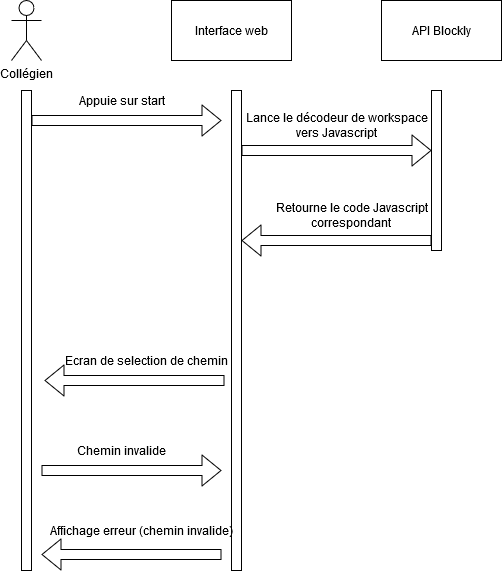 Interface web
API Blockly
Collégien
Appuie sur start
Lance le décodeur de workspace
vers Javascript
Retourne le code Javascript
correspondant
Ecran de selection de chemin
Chemin invalide
Affichage erreur (chemin invalide)